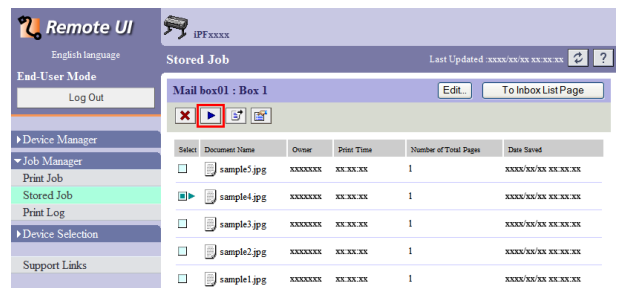 Remote UI
iPFxxxx
English language
Stored Job
Last Updated :xxxx/xx/xx xx:xx:xx
?
End-User Mode
Log Out
Mail box01 : Box 1
Edit...
To Inbox List Page
Device Manager
Job Manager
Print Job
Stored Job
Print Log
Device Selection
Support Links
Select Document Name Owner Print Time Number of Total Pages Date Saved
sample5.jpg xxxxxxx xx:xx:xx 1 xxxx/xx/xx xx:xx:xx
sample4.jpg xxxxxxx xx:xx:xx 1 xxxx/xx/xx xx:xx:xx
sample3.jpg xxxxxxx xx:xx:xx 1 xxxx/xx/xx xx:xx:xx
sample2.jpg xxxxxxx xx:xx:xx 1 xxxx/xx/xx xx:xx:xx
sample1.jpg xxxxxxx xx:xx:xx 1 xxxx/xx/xx xx:xx:xx